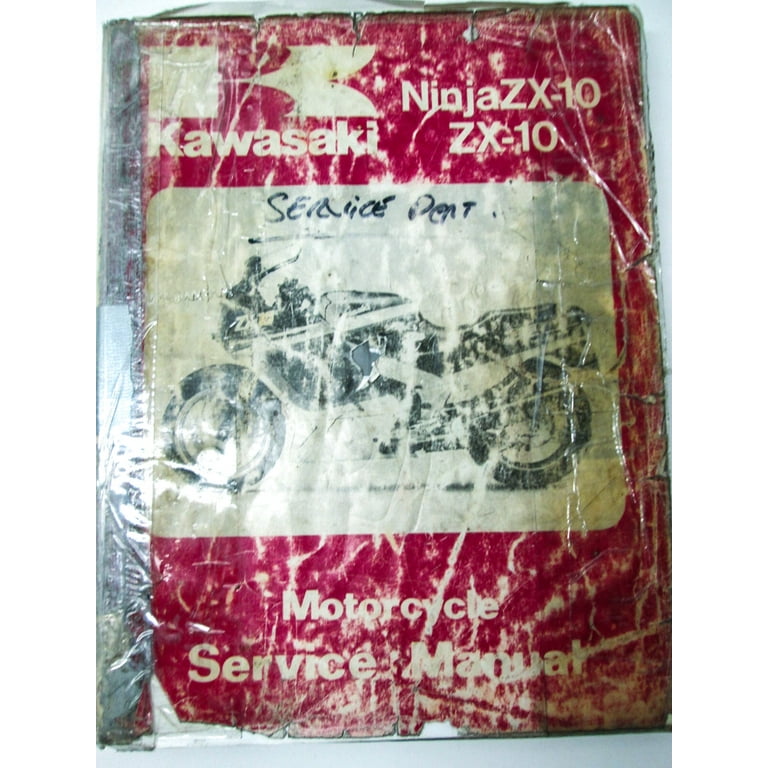 NinjaZX-10
Kawasaki ZX-10
SERVICE DEPT.
Motorcycle
Service Manual